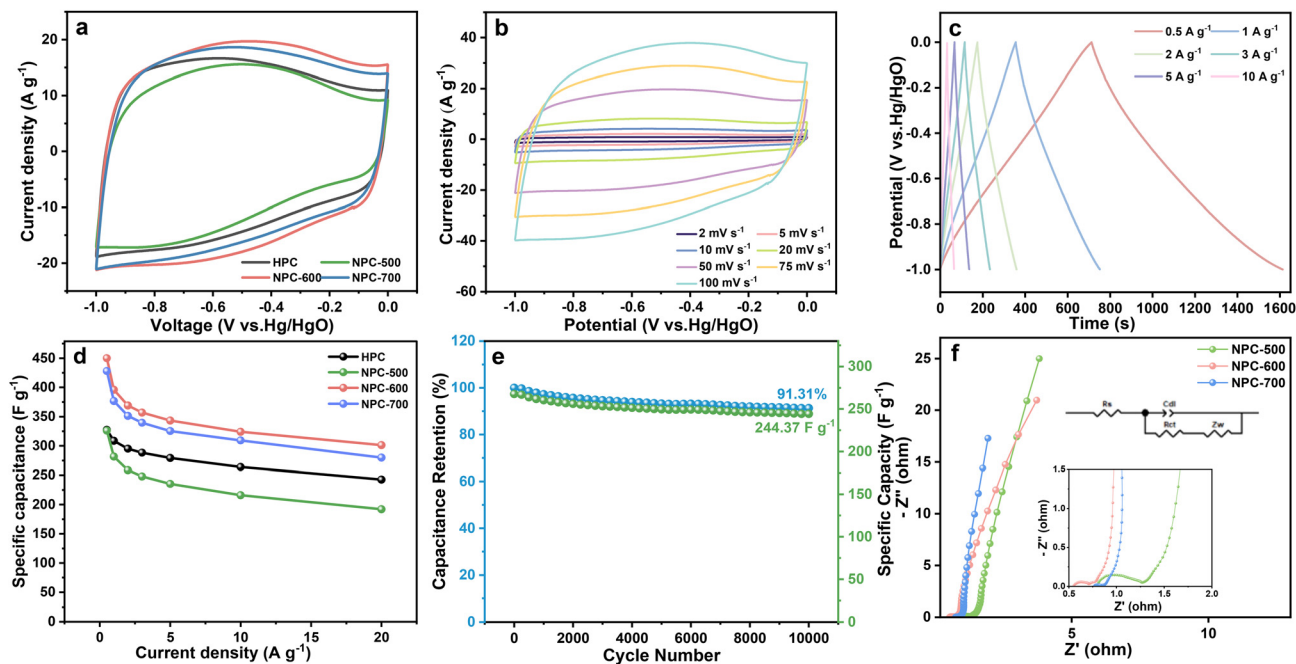 a
20
10
0
-10
-20
Current density (A g⁻¹)
HPC NPC-500
NPC-600 NPC-700
-1.0 -0.8 -0.6 -0.4 -0.2 0.0
Voltage (V vs.Hg/HgO)
b
60
40
20
0
-20
-40
-60
Current density (A g⁻¹)
2 mV s⁻¹ 5 mV s⁻¹
10 mV s⁻¹ 20 mV s⁻¹
50 mV s⁻¹ 75 mV s⁻¹
100 mV s⁻¹
-1.0 -0.8 -0.6 -0.4 -0.2 0.0
Potential (V vs.Hg/HgO)
c
0.5 A g⁻¹ 1 A g⁻¹
2 A g⁻¹ 3 A g⁻¹
5 A g⁻¹ 10 A g⁻¹
0.0
-0.2
-0.4
-0.6
-0.8
-1.0
Potential (V vs.Hg/HgO)
0 200 400 600 800 1000 1200 1400 1600
Time (s)
d
HPC
NPC-500
NPC-600
NPC-700
450
400
350
300
250
200
150
100
50
0
Specific capacitance (F g⁻¹)
0 5 10 15 20
Current density (A g⁻¹)
e
120
100
80
60
40
20
0
Capacitance Retention (%)
91.31%
244.37 F g⁻¹
300
250
200
150
100
50
0
Specific Capacity (F g⁻¹)
0 2000 4000 6000 8000 10000
Cycle Number
f
NPC-500
NPC-600
NPC-700
25
20
15
10
5
0
- Z'' (ohm)
Rs
Cdl
Rct
Zw
1.5
1.0
0.5
0.0
- Z'' (ohm)
0.5 1.0 1.5 2.0
Z' (ohm)
5 10
Z' (ohm)